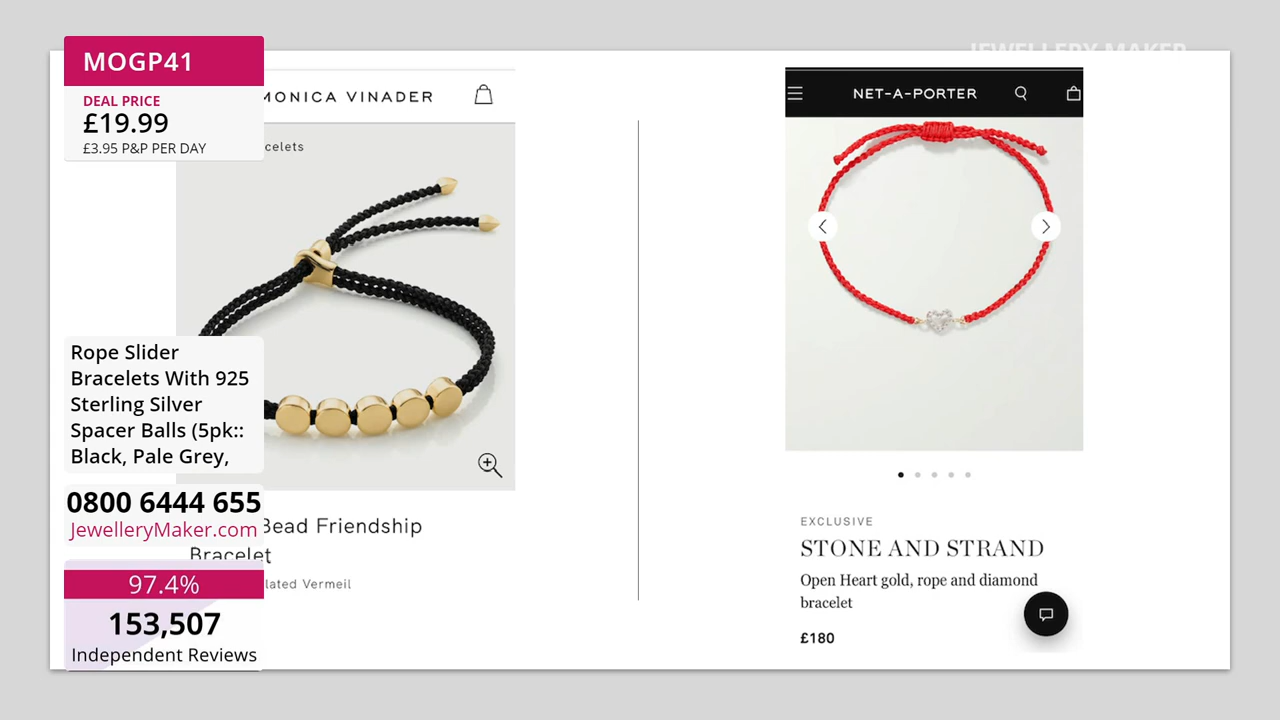 JEWELLERY MAKER
MOGP41
DEAL PRICE
£19.99
£3.95 P&P PER DAY
Rope Slider
Bracelets With 925
Sterling Silver
Spacer Balls (5pk::
Black, Pale Grey,
0800 6444 655
JewelleryMaker.com
97.4%
153,507
Independent Reviews
MONICA VINADER
celets
Bead Friendship
Bracelet
lated Vermeil
NET-A-PORTER
EXCLUSIVE
STONE AND STRAND
Open Heart gold, rope and diamond
bracelet
£180